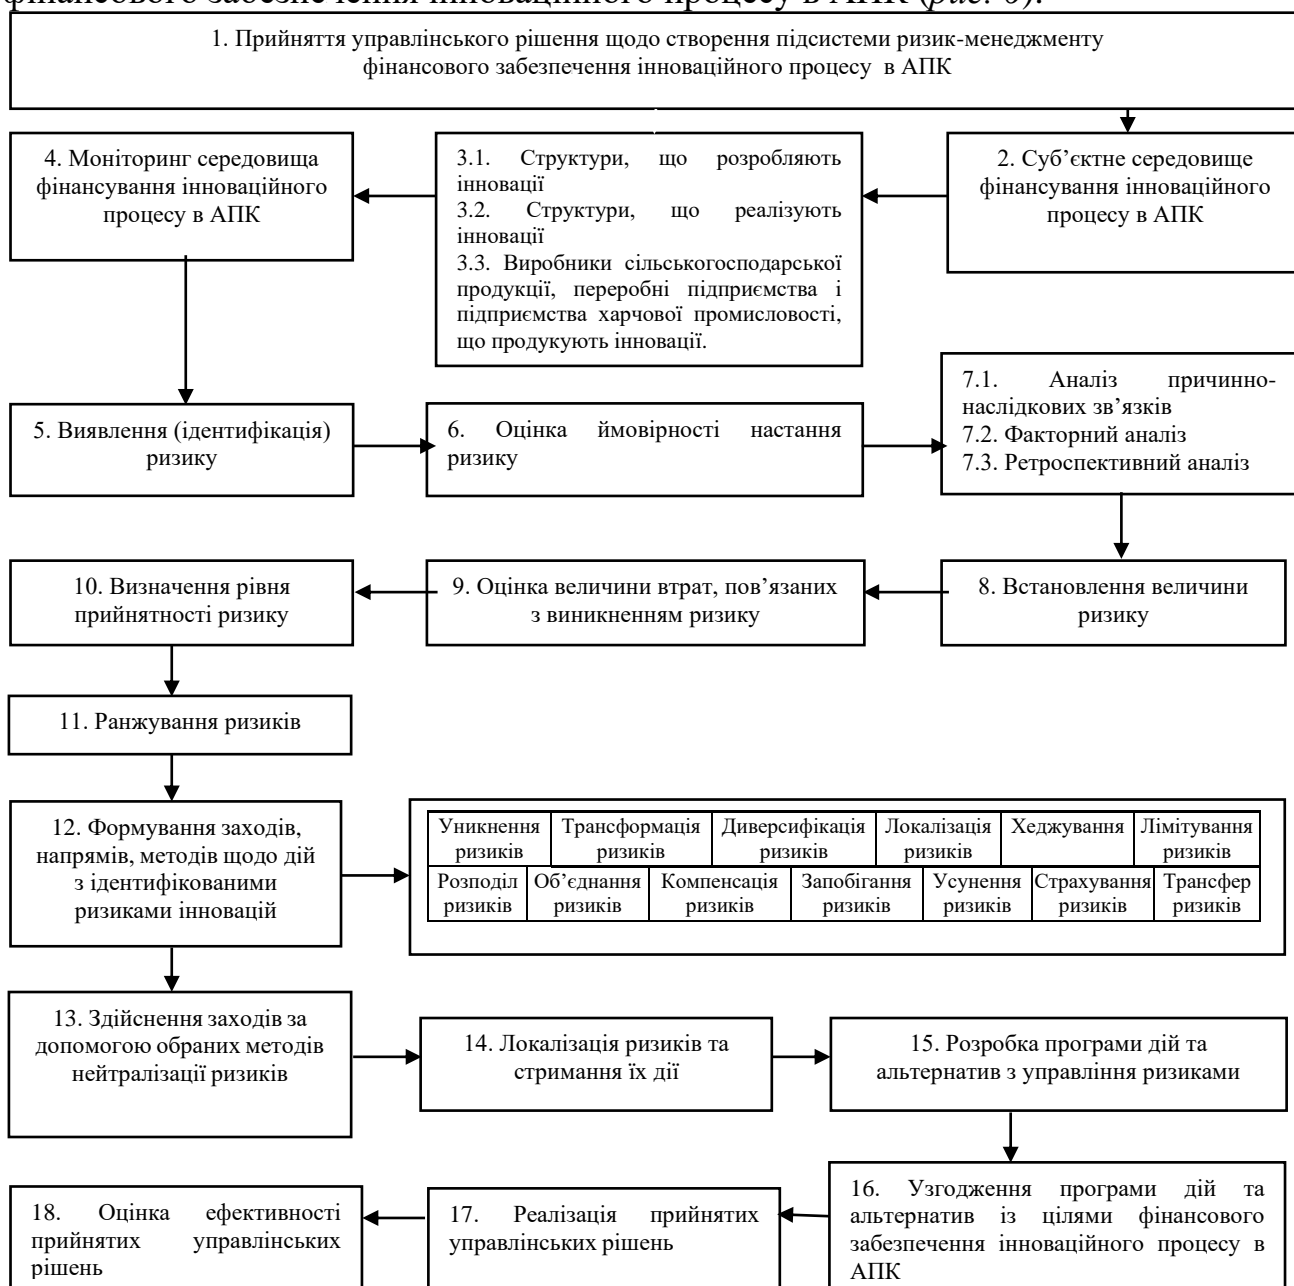 фінансового забезпечення інноваційного процесу в АПК (рис. 6).
1. Прийняття управлінського рішення щодо створення підсистеми ризик-менеджменту
фінансового забезпечення інноваційного процесу в АПК
4. Моніторинг середовища
фінансування інноваційного
процесу в АПК
3.1. Структури, що розробляють
інновації
3.2. Структури, що реалізують
інновації
3.3. Виробники сільськогосподарської
продукції, переробні підприємства і
підприємства харчової промисловості,
що продукують інновації.
2. Суб’єктне середовище
фінансування інноваційного
процесу в АПК
5. Виявлення (ідентифікація)
ризику
6. Оцінка ймовірності настання
ризику
7.1. Аналіз причинно-
наслідкових зв’язків
7.2. Факторний аналіз
7.3. Ретроспективний аналіз
10. Визначення рівня
прийнятності ризику
9. Оцінка величини втрат, пов’язаних
з виникненням ризику
8. Встановлення величини
ризику
11. Ранжування ризиків
12. Формування заходів,
напрямів, методів щодо дій
з ідентифікованими
ризиками інновацій
Уникнення
ризиків
Трансформація
ризиків
Диверсифікація
ризиків
Локалізація
ризиків
Хеджування
Лімітування
ризиків
Розподіл
ризиків
Об’єднання
ризиків
Компенсація
ризиків
Запобігання
ризиків
Усунення
ризиків
Страхування
ризиків
Трансфер
ризиків
13. Здійснення заходів за
допомогою обраних методів
нейтралізації ризиків
14. Локалізація ризиків та
стримання їх дії
15. Розробка програми дій та
альтернатив з управління ризиками
18. Оцінка ефективності
прийнятих управлінських
рішень
17. Реалізація прийнятих
управлінських рішень
16. Узгодження програми дій та
альтернатив із цілями фінансового
забезпечення інноваційного процесу в
АПК